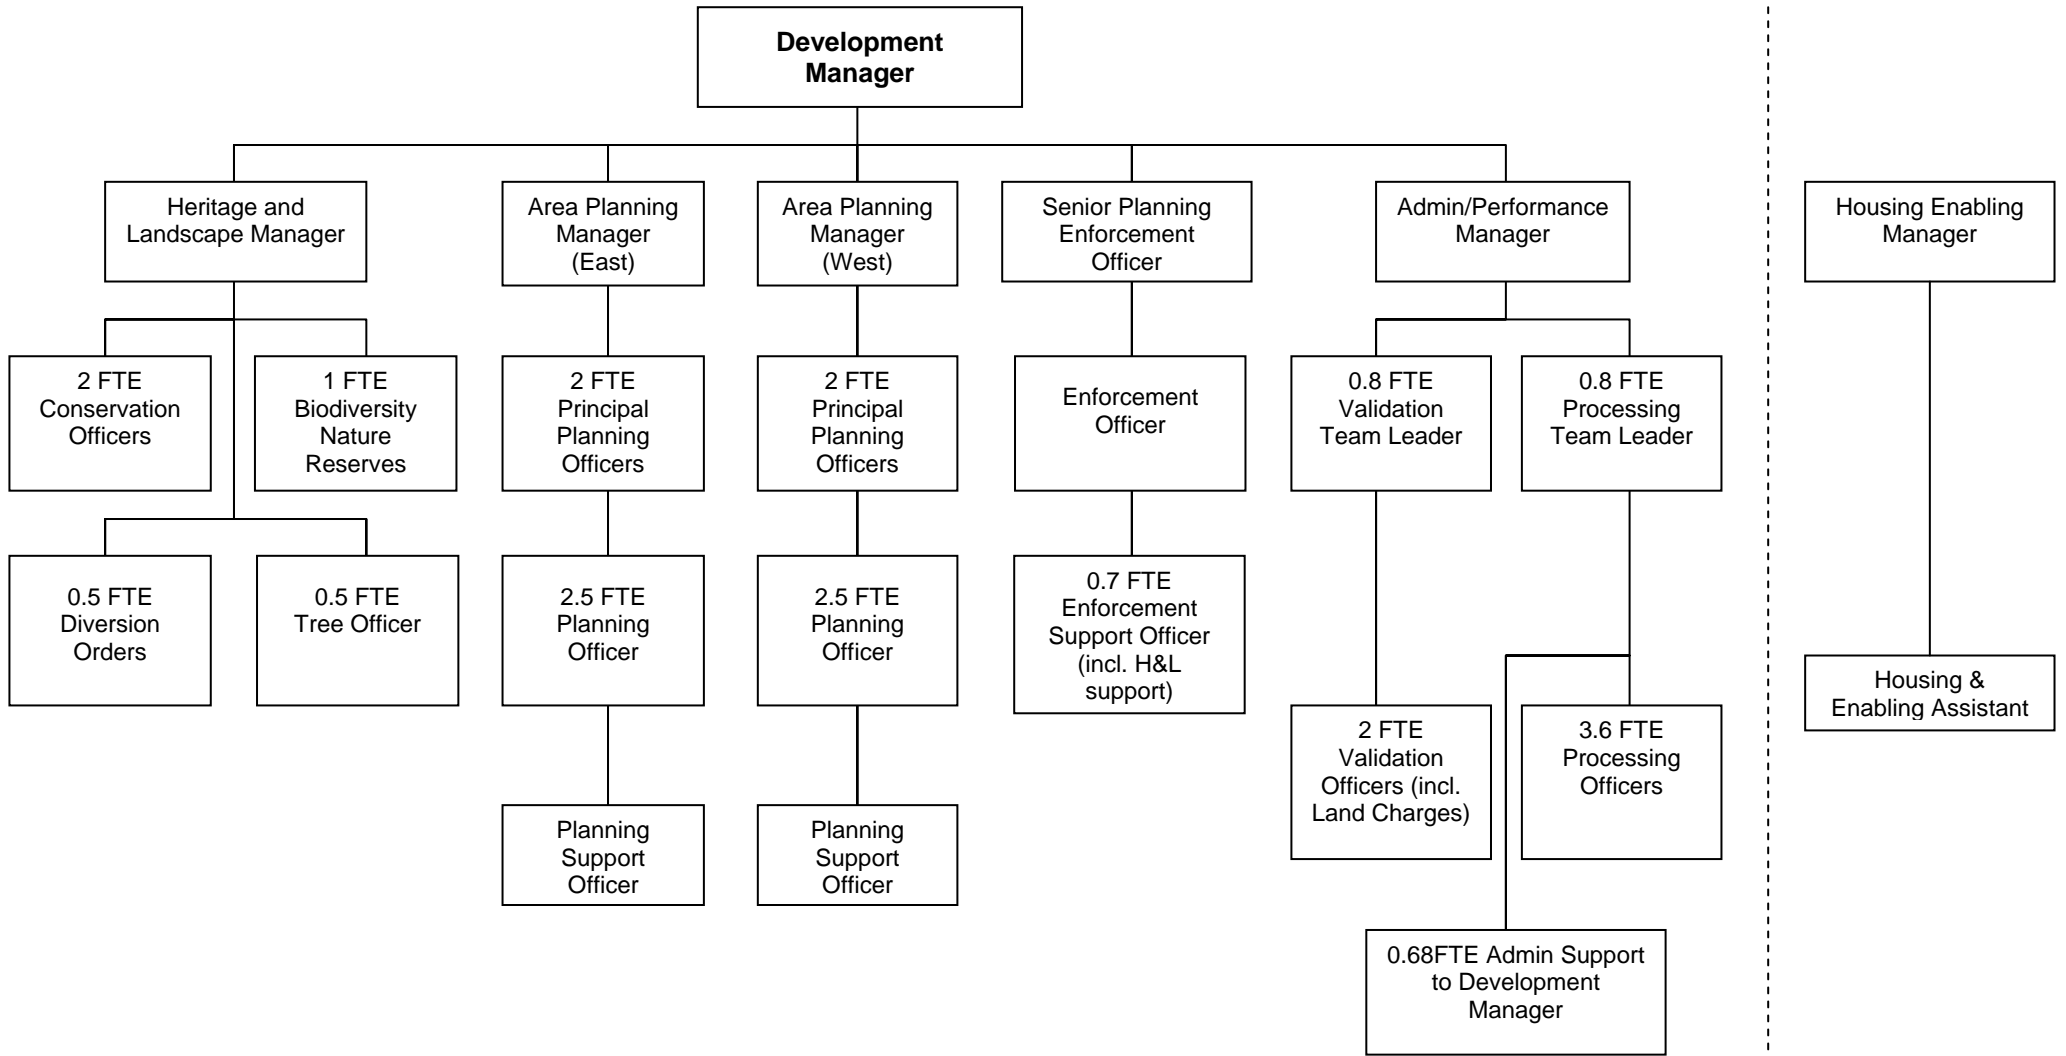 Development
Manager
Heritage and
Landscape Manager
Area Planning
Manager
(East)
Area Planning
Manager
(West)
Senior Planning
Enforcement
Officer
Admin/Performance
Manager
Housing Enabling
Manager
2 FTE
Conservation
Officers
1 FTE
Biodiversity
Nature
Reserves
2 FTE
Principal
Planning
Officers
2 FTE
Principal
Planning
Officers
Enforcement
Officer
0.8 FTE
Validation
Team Leader
0.8 FTE
Processing
Team Leader
0.5 FTE
Diversion
Orders
0.5 FTE
Tree Officer
2.5 FTE
Planning
Officer
2.5 FTE
Planning
Officer
0.7 FTE
Enforcement
Support Officer
(incl. H&L
support)
Housing &
Enabling Assistant
2 FTE
Validation
Officers (incl.
Land Charges)
3.6 FTE
Processing
Officers
Planning
Support
Officer
Planning
Support
Officer
0.68FTE Admin Support
to Development
Manager